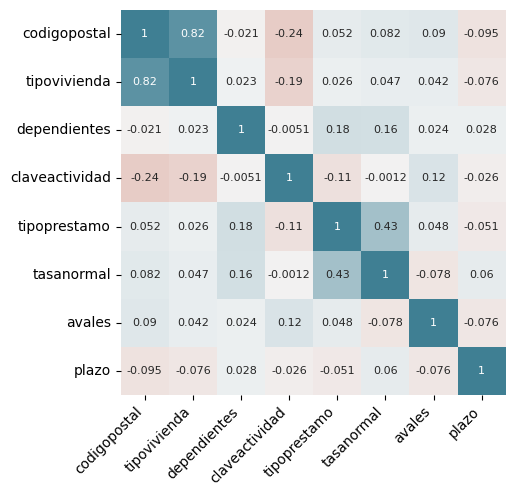 codigopostal 1 0.82 -0.021 -0.24 0.052 0.082 0.09 -0.095
tipovivienda 0.82 1 0.023 -0.19 0.026 0.047 0.042 -0.076
dependientes -0.021 0.023 1 -0.0051 0.18 0.16 0.024 0.028
claveactividad -0.24 -0.19 -0.0051 1 -0.11 -0.0012 0.12 -0.026
tipoprestamo 0.052 0.026 0.18 -0.11 1 0.43 0.048 -0.051
tasanormal 0.082 0.047 0.16 -0.0012 0.43 1 -0.078 0.06
avales 0.09 0.042 0.024 0.12 0.048 -0.078 1 -0.076
plazo -0.095 -0.076 0.028 -0.026 -0.051 0.06 -0.076 1
codigopostal tipovivienda dependientes claveactividad tipoprestamo tasanormal avales plazo